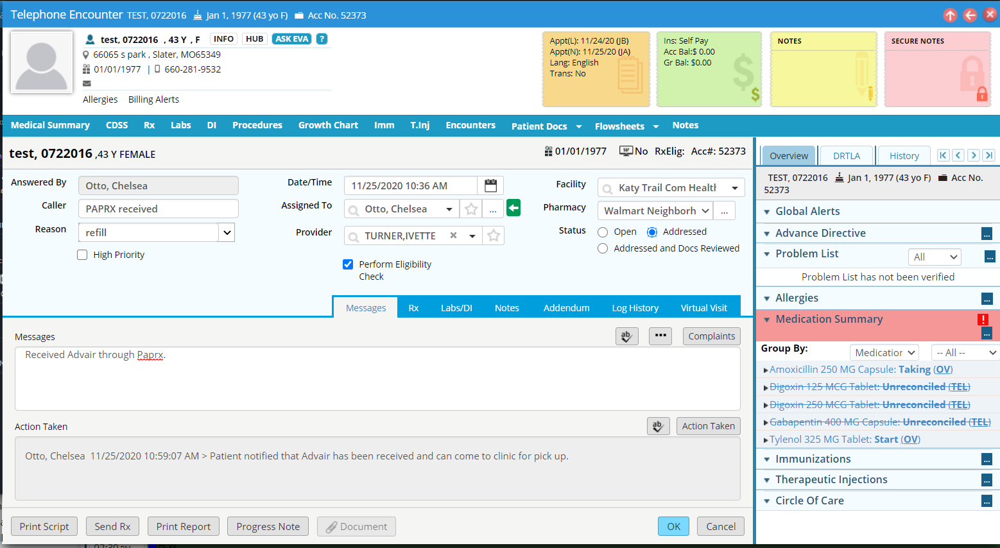 Telephone Encounter TEST, 0722016 Jan 1, 1977 (43 yo F) Acc No. 52373
test, 0722016 , 43 Y , F INFO HUB ASK EVA ?
66065 s park , Slater, MO65349
01/01/1977 | 660-281-9532
Allergies Billing Alerts
Appt(L): 11/24/20 (JB)
Appt(N): 11/25/20 (JA)
Lang: English
Trans: No
Ins: Self Pay
Acc Bal:$ 0.00
Gr Bal: $0.00
NOTES
SECURE NOTES
Medical Summary CDSS Rx Labs DI Procedures Growth Chart Imm T.Inj Encounters Patient Docs Flowsheets Notes
test, 0722016 ,43 Y FEMALE
01/01/1977 No RxElig: Acc#: 52373
Answered By Otto, Chelsea
Caller PAPRX received
Reason refill
High Priority
Date/Time 11/25/2020 10:36 AM
Assigned To Otto, Chelsea ...
Provider TURNER,IVETTE
Perform Eligibility
Check
Facility Katy Trail Com Health
Pharmacy Walmart Neighborh ...
Status Open Addressed
Addressed and Docs Reviewed
Messages Rx Labs/DI Notes Addendum Log History Virtual Visit
Messages
Complaints
Received Advair through Paprx.
Action Taken
Action Taken
Otto, Chelsea 11/25/2020 10:59:07 AM > Patient notified that Advair has been received and can come to clinic for pick up.
Print Script Send Rx Print Report Progress Note Document OK Cancel
Overview DRTLA History
TEST, 0722016 Jan 1, 1977 (43 yo F) Acc No.
52373
Global Alerts
Advance Directive ...
Problem List All ...
Problem List has not been verified
Allergies ...
Medication Summary !
...
Group By: Medication -- All --
Amoxicillin 250 MG Capsule: Taking (OV)
Digoxin 125 MCG Tablet: Unreconciled (TEL)
Digoxin 250 MCG Tablet: Unreconciled (TEL)
Gabapentin 400 MG Capsule: Unreconciled (TEL)
Tylenol 325 MG Tablet: Start (OV)
Immunizations ...
Therapeutic Injections ...
Circle Of Care ...